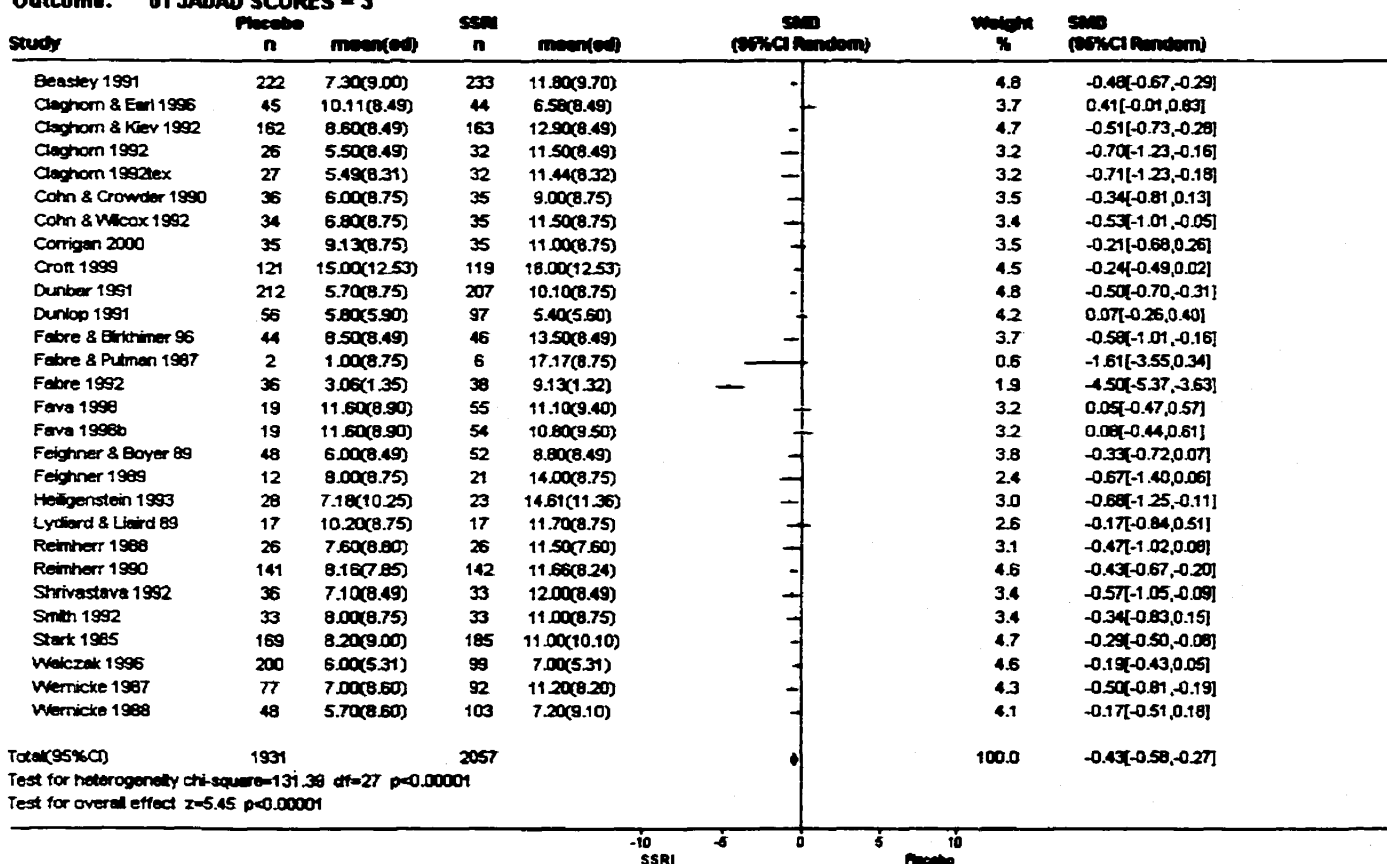 Outcome: 01 JADAD SCORES = 3
Placebo SSRI SMD Weight SMD
Study n mean(sd) n mean(sd) (95%CI Random) % (95%CI Random)
Beasley 1991 222 7.30(9.00) 233 11.80(9.70) 4.8 -0.48[-0.67,-0.29]
Claghorn & Earl 1996 45 10.11(8.49) 44 6.58(8.49) 3.7 0.41[-0.01,0.83]
Claghorn & Kiev 1992 162 8.60(8.49) 163 12.90(8.49) 4.7 -0.51[-0.73,-0.28]
Claghorn 1992 26 5.50(8.49) 32 11.50(8.49) 3.2 -0.70[-1.23,-0.16]
Claghorn 1992tex 27 5.49(8.31) 32 11.44(8.32) 3.2 -0.71[-1.23,-0.18]
Cohn & Crowder 1990 36 6.00(8.75) 35 9.00(8.75) 3.5 -0.34[-0.81,0.13]
Cohn & Wilcox 1992 34 6.80(8.75) 35 11.50(8.75) 3.4 -0.53[-1.01,-0.05]
Corrigan 2000 35 9.13(8.75) 35 11.00(8.75) 3.5 -0.21[-0.68,0.26]
Croft 1999 121 15.00(12.53) 119 18.00(12.53) 4.5 -0.24[-0.49,0.02]
Dunbar 1991 212 5.70(8.75) 207 10.10(8.75) 4.8 -0.50[-0.70,-0.31]
Dunlop 1991 56 5.80(5.90) 97 5.40(5.60) 4.2 0.07[-0.26,0.40]
Fabre & Birkhimer 96 44 8.50(8.49) 46 13.50(8.49) 3.7 -0.58[-1.01,-0.16]
Fabre & Putman 1987 2 1.00(8.75) 6 17.17(8.75) 0.6 -1.61[-3.55,0.34]
Fabre 1992 36 3.06(1.35) 38 9.13(1.32) 1.9 -4.50[-5.37,-3.63]
Fava 1998 19 11.60(8.90) 55 11.10(9.40) 3.2 0.05[-0.47,0.57]
Fava 1998b 19 11.60(8.90) 54 10.80(9.50) 3.2 0.08[-0.44,0.61]
Feighner & Boyer 89 48 6.00(8.49) 52 8.80(8.49) 3.8 -0.33[-0.72,0.07]
Feighner 1989 12 8.00(8.75) 21 14.00(8.75) 2.4 -0.67[-1.40,0.06]
Heiligenstein 1993 28 7.18(10.25) 23 14.61(11.36) 3.0 -0.68[-1.25,-0.11]
Lydiard & Liaird 89 17 10.20(8.75) 17 11.70(8.75) 2.6 -0.17[-0.84,0.51]
Reimherr 1988 26 7.60(8.80) 26 11.50(7.60) 3.1 -0.47[-1.02,0.08]
Reimherr 1990 141 8.16(7.85) 142 11.66(8.24) 4.6 -0.43[-0.67,-0.20]
Shrivastava 1992 36 7.10(8.49) 33 12.00(8.49) 3.4 -0.57[-1.05,-0.09]
Smith 1992 33 8.00(8.75) 33 11.00(8.75) 3.4 -0.34[-0.83,0.15]
Stark 1985 169 8.20(9.00) 185 11.00(10.10) 4.7 -0.29[-0.50,-0.08]
Walczak 1996 200 6.00(5.31) 99 7.00(5.31) 4.6 -0.19[-0.43,0.05]
Wernicke 1987 77 7.00(8.60) 92 11.20(8.20) 4.3 -0.50[-0.81,-0.19]
Wernicke 1988 48 5.70(8.60) 103 7.20(9.10) 4.1 -0.17[-0.51,0.18]
Total(95%CI) 1931 2057 100.0 -0.43[-0.58,-0.27]
Test for heterogeneity chi-square=131.38 df=27 p<0.00001
Test for overall effect z=5.45 p<0.00001
-10 -5 0 5 10
SSRI Placebo